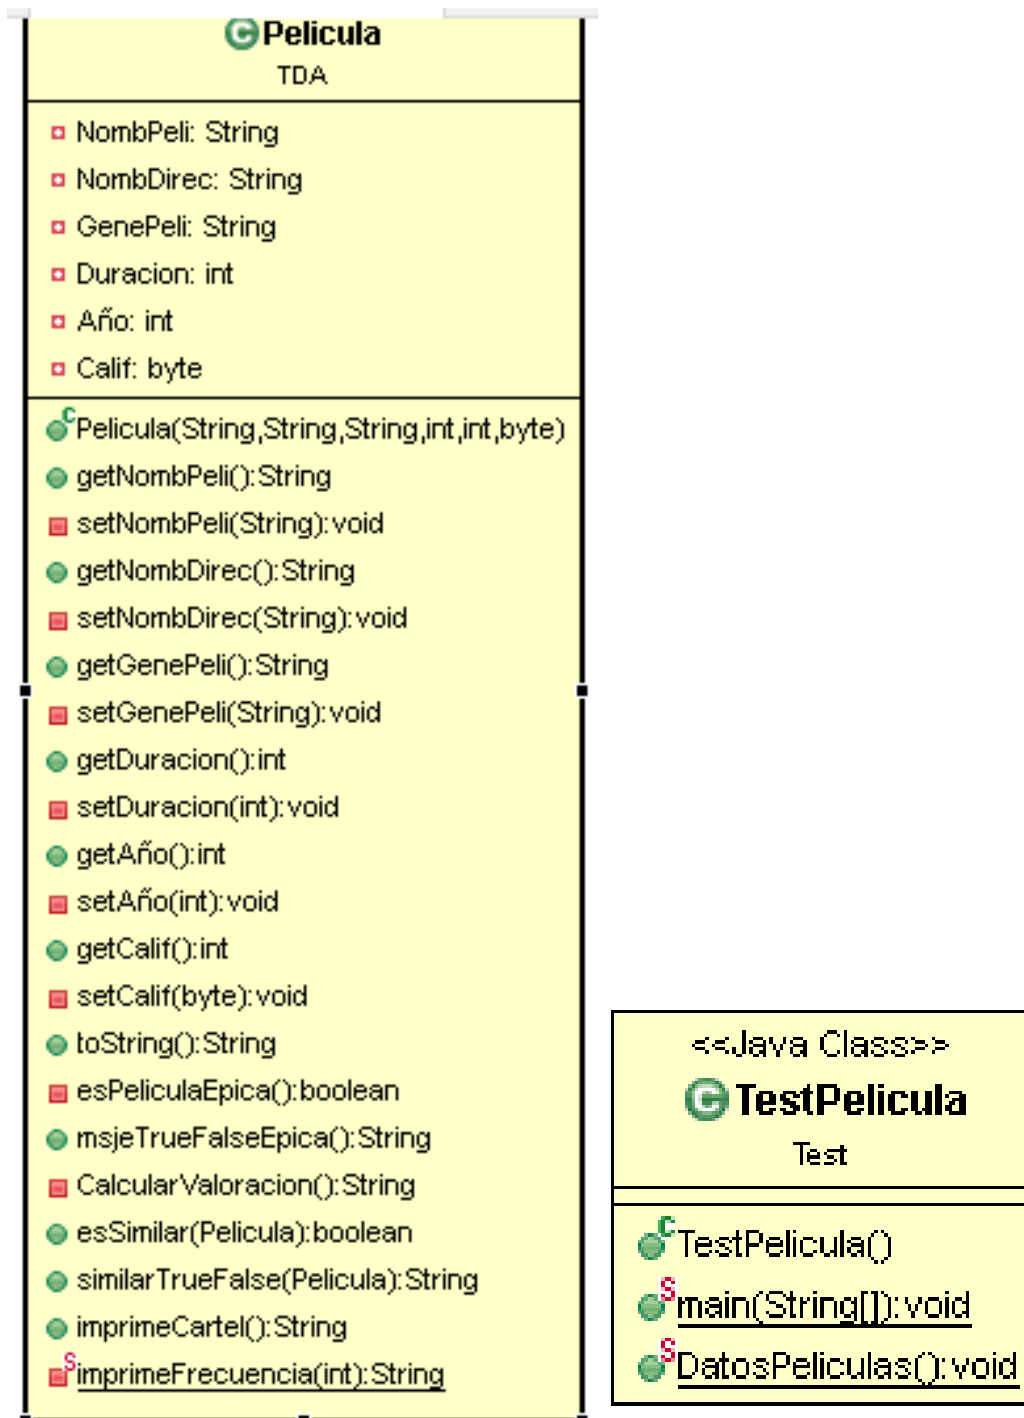 Pelicula
TDA
NombPeli: String
NombDirec: String
GenePeli: String
Duracion: int
Año: int
Calif: byte
Pelicula(String,String,String,int,int,byte)
getNombPeli():String
setNombPeli(String):void
getNombDirec():String
setNombDirec(String):void
getGenePeli():String
setGenePeli(String):void
getDuracion():int
setDuracion(int):void
getAño():int
setAño(int):void
getCalif():int
setCalif(byte):void
toString():String
esPeliculaEpica():boolean
msjeTrueFalseEpica():String
CalcularValoracion():String
esSimilar(Pelicula):boolean
similarTrueFalse(Pelicula):String
imprimeCartel():String
imprimeFrecuencia(int):String
<<Java Class>>
TestPelicula
Test
TestPelicula()
main(String[]):void
DatosPeliculas():void